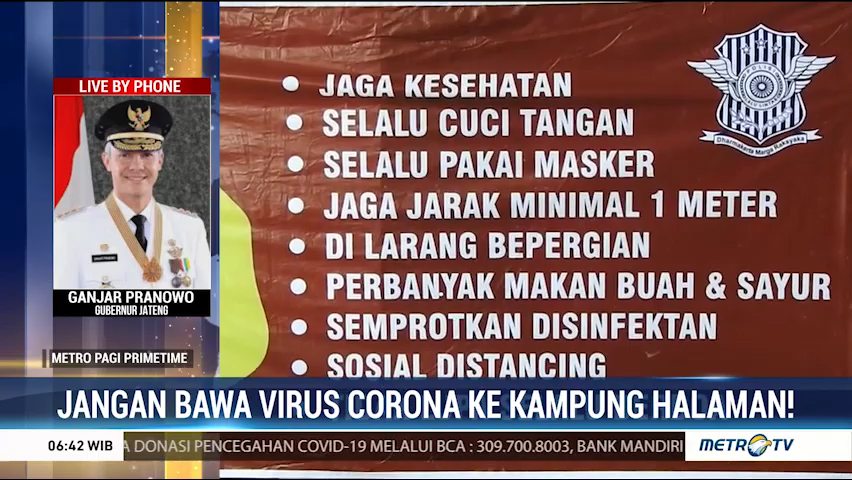 LIVE BY PHONE
GANJAR PRANOWO
GUBERNUR JATENG
METRO PAGI PRIMETIME
• JAGA KESEHATAN
• SELALU CUCI TANGAN
• SELALU PAKAI MASKER
• JAGA JARAK MINIMAL 1 METER
• DI LARANG BEPERGIAN
• PERBANYAK MAKAN BUAH & SAYUR
• SEMPROTKAN DISINFEKTAN
• SOSIAL DISTANCING
Dharmakerta Marga Raksyaka
JANGAN BAWA VIRUS CORONA KE KAMPUNG HALAMAN!
06:42 WIB
A DONASI PENCEGAHAN COVID-19 MELALUI BCA : 309.700.8003, BANK MANDIRI
METRO TV